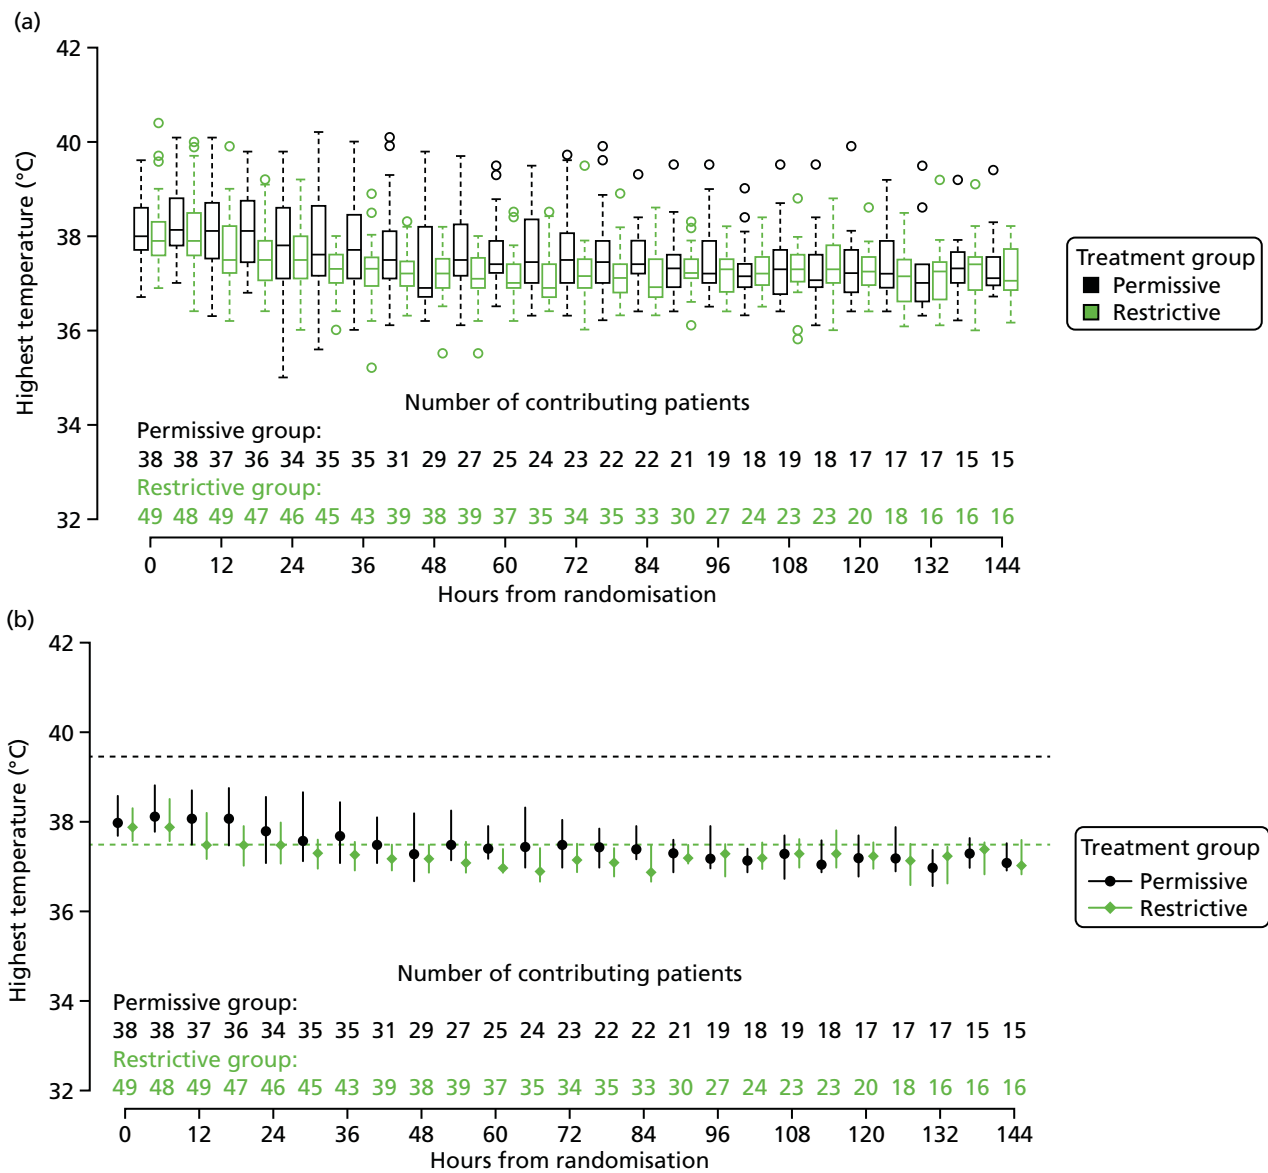 (a)
42
40
38
36
34
32
Highest temperature (°C)
Number of contributing patients
Permissive group:
38 38 37 36 34 35 35 31 29 27 25 24 23 22 22 21 19 18 19 18 17 17 17 15 15
Restrictive group:
49 48 49 47 46 45 43 39 38 39 37 35 34 35 33 30 27 24 23 23 20 18 16 16 16
0 12 24 36 48 60 72 84 96 108 120 132 144
Hours from randomisation
Treatment group
Permissive
Restrictive
(b)
42
40
38
36
34
32
Highest temperature (°C)
Number of contributing patients
Permissive group:
38 38 37 36 34 35 35 31 29 27 25 24 23 22 22 21 19 18 19 18 17 17 17 15 15
Restrictive group:
49 48 49 47 46 45 43 39 38 39 37 35 34 35 33 30 27 24 23 23 20 18 16 16 16
0 12 24 36 48 60 72 84 96 108 120 132 144
Hours from randomisation
Treatment group
Permissive
Restrictive